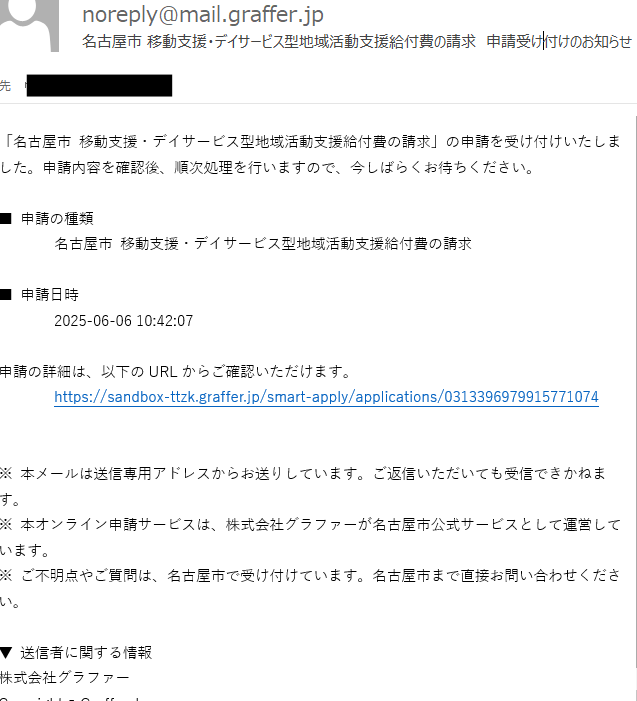 noreply@mail.graffer.jp
名古屋市 移動支援・デイサービス型地域活動支援給付費の請求 申請受け付けのお知らせ
先
「名古屋市 移動支援・デイサービス型地域活動支援給付費の請求」の申請を受け付けいたしま
した。申請内容を確認後、順次処理を行いますので、今しばらくお待ちください。
■ 申請の種類
名古屋市 移動支援・デイサービス型地域活動支援給付費の請求
■ 申請日時
2025-06-06 10:42:07
申請の詳細は、以下の URL からご確認いただけます。
https://sandbox-ttzk.graffer.jp/smart-apply/applications/0313396979915771074
※ 本メールは送信専用アドレスからお送りしています。ご返信いただいても受信できかねま
す。
※ 本オンライン申請サービスは、株式会社グラファーが名古屋市公式サービスとして運営して
います。
※ ご不明点やご質問は、名古屋市で受け付けています。名古屋市まで直接お問い合わせくださ
い。
▼ 送信者に関する情報
株式会社グラファー